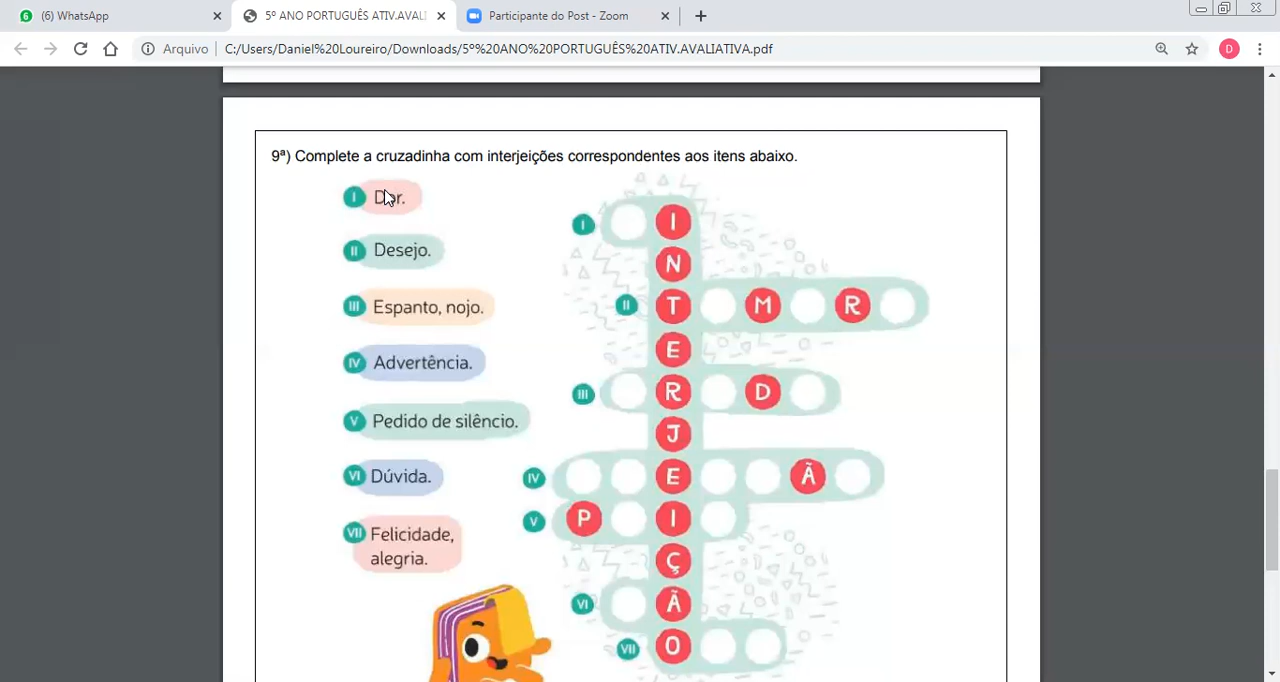 (6) WhatsApp
5º ANO PORTUGUÊS ATIV.AVALI
Participante do Post - Zoom
Arquivo
C:/Users/Daniel%20Loureiro/Downloads/5º%20ANO%20PORTUGUÊS%20ATIV.AVALIATIVA.pdf
D
9ª) Complete a cruzadinha com interjeições correspondentes aos itens abaixo.
I Dor.
II Desejo.
III Espanto, nojo.
IV Advertência.
V Pedido de silêncio.
VI Dúvida.
VII Felicidade,
alegria.
I I
N
II T M R
E
III R D
J
IV E Ã
V P I
Ç
VI Ã
VII O